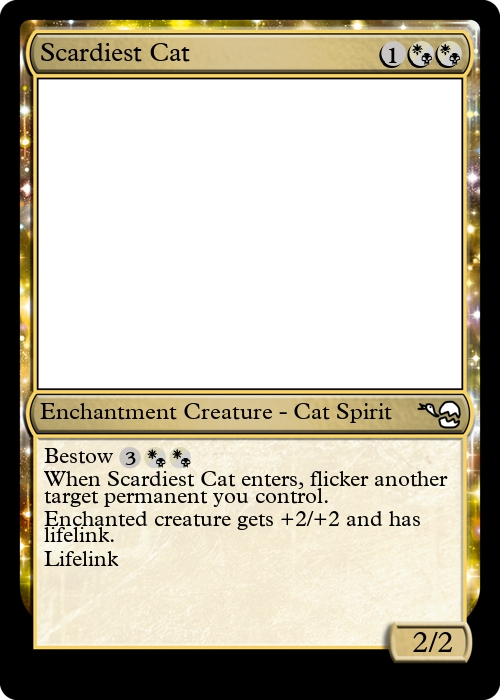 Scardiest Cat 1
Enchantment Creature - Cat Spirit
Bestow 3
When Scardiest Cat enters, flicker another
target permanent you control.
Enchanted creature gets +2/+2 and has
lifelink.
Lifelink
2/2